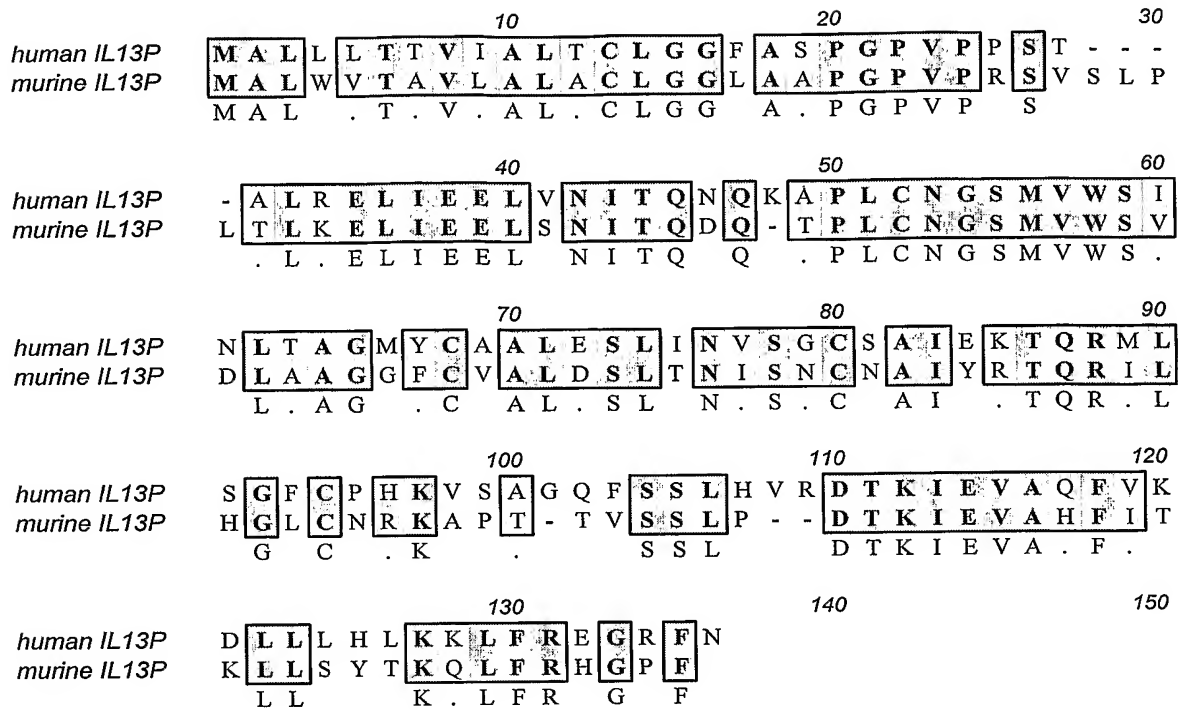 10 20 30
human IL13P M A L L L T T V I A L T C L G G F A S P G P V P P S T - - -
murine IL13P M A L W V T A V L A L A C L G G L A A P G P V P R S V S L P
M A L . T . V . A L . C L G G A . P G P V P S
40 50 60
human IL13P - A L R E L I E E L V N I T Q N Q K A P L C N G S M V W S I
murine IL13P L T L K E L I E E L S N I T Q D Q - T P L C N G S M V W S V
. L . E L I E E L N I T Q Q . P L C N G S M V W S .
70 80 90
human IL13P N L T A G M Y C A A L E S L I N V S G C S A I E K T Q R M L
murine IL13P D L A A G G F C V A L D S L T N I S N C N A I Y R T Q R I L
L . A G . C A L . S L N . S . C A I . T Q R . L
100 110 120
human IL13P S G F C P H K V S A G Q F S S L H V R D T K I E V A Q F V K
murine IL13P H G L C N R K A P T - T V S S L P - - D T K I E V A H F I T
G C . K . S S L D T K I E V A . F .
130 140 150
human IL13P D L L L H L K K L F R E G R F N
murine IL13P K L L S Y T K Q L F R H G P F
L L K . L F R G F